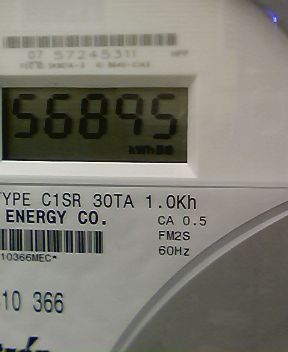 07 57245311
56895
kWh
TYPE C1SR 30TA 1.0Kh
ENERGY CO.
CA 0.5
FM2S
60Hz
10366MEC*
10 366